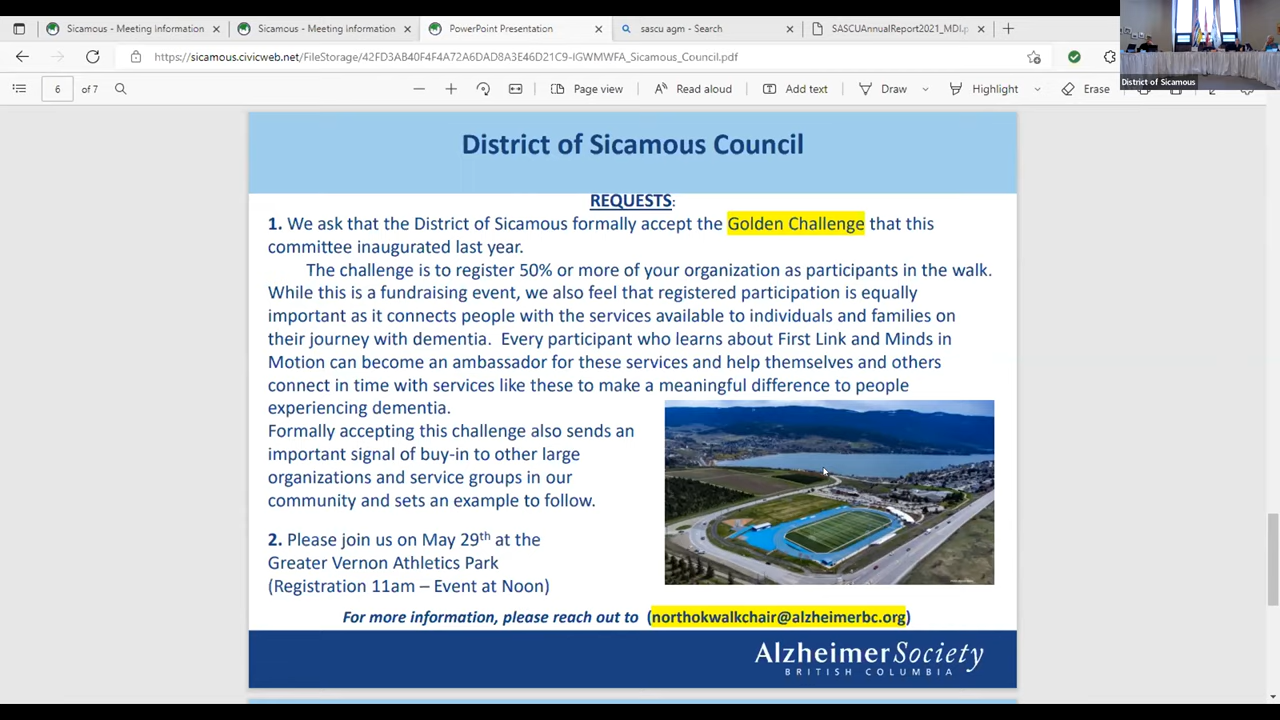 Sicamous - Meeting information
Sicamous - Meeting information
PowerPoint Presentation
sascu agm - Search
SASCUAnnualReport2021_MDI.p
https://sicamous.civicweb.net/FileStorage/42FD3AB40F4F4A72A6DAD8A3E46D21C9-IGWMWFA_Sicamous_Council.pdf
6 of 7
Page view
Read aloud
Add text
Draw
Highlight
Erase
District of Sicamous
District of Sicamous Council
REQUESTS:
1. We ask that the District of Sicamous formally accept the Golden Challenge that this
committee inaugurated last year.
The challenge is to register 50% or more of your organization as participants in the walk.
While this is a fundraising event, we also feel that registered participation is equally
important as it connects people with the services available to individuals and families on
their journey with dementia. Every participant who learns about First Link and Minds in
Motion can become an ambassador for these services and help themselves and others
connect in time with services like these to make a meaningful difference to people
experiencing dementia.
Formally accepting this challenge also sends an
important signal of buy-in to other large
organizations and service groups in our
community and sets an example to follow.
2. Please join us on May 29th at the
Greater Vernon Athletics Park
(Registration 11am – Event at Noon)
For more information, please reach out to (northokwalkchair@alzheimerbc.org)
Alzheimer Society
BRITISH COLUMBIA